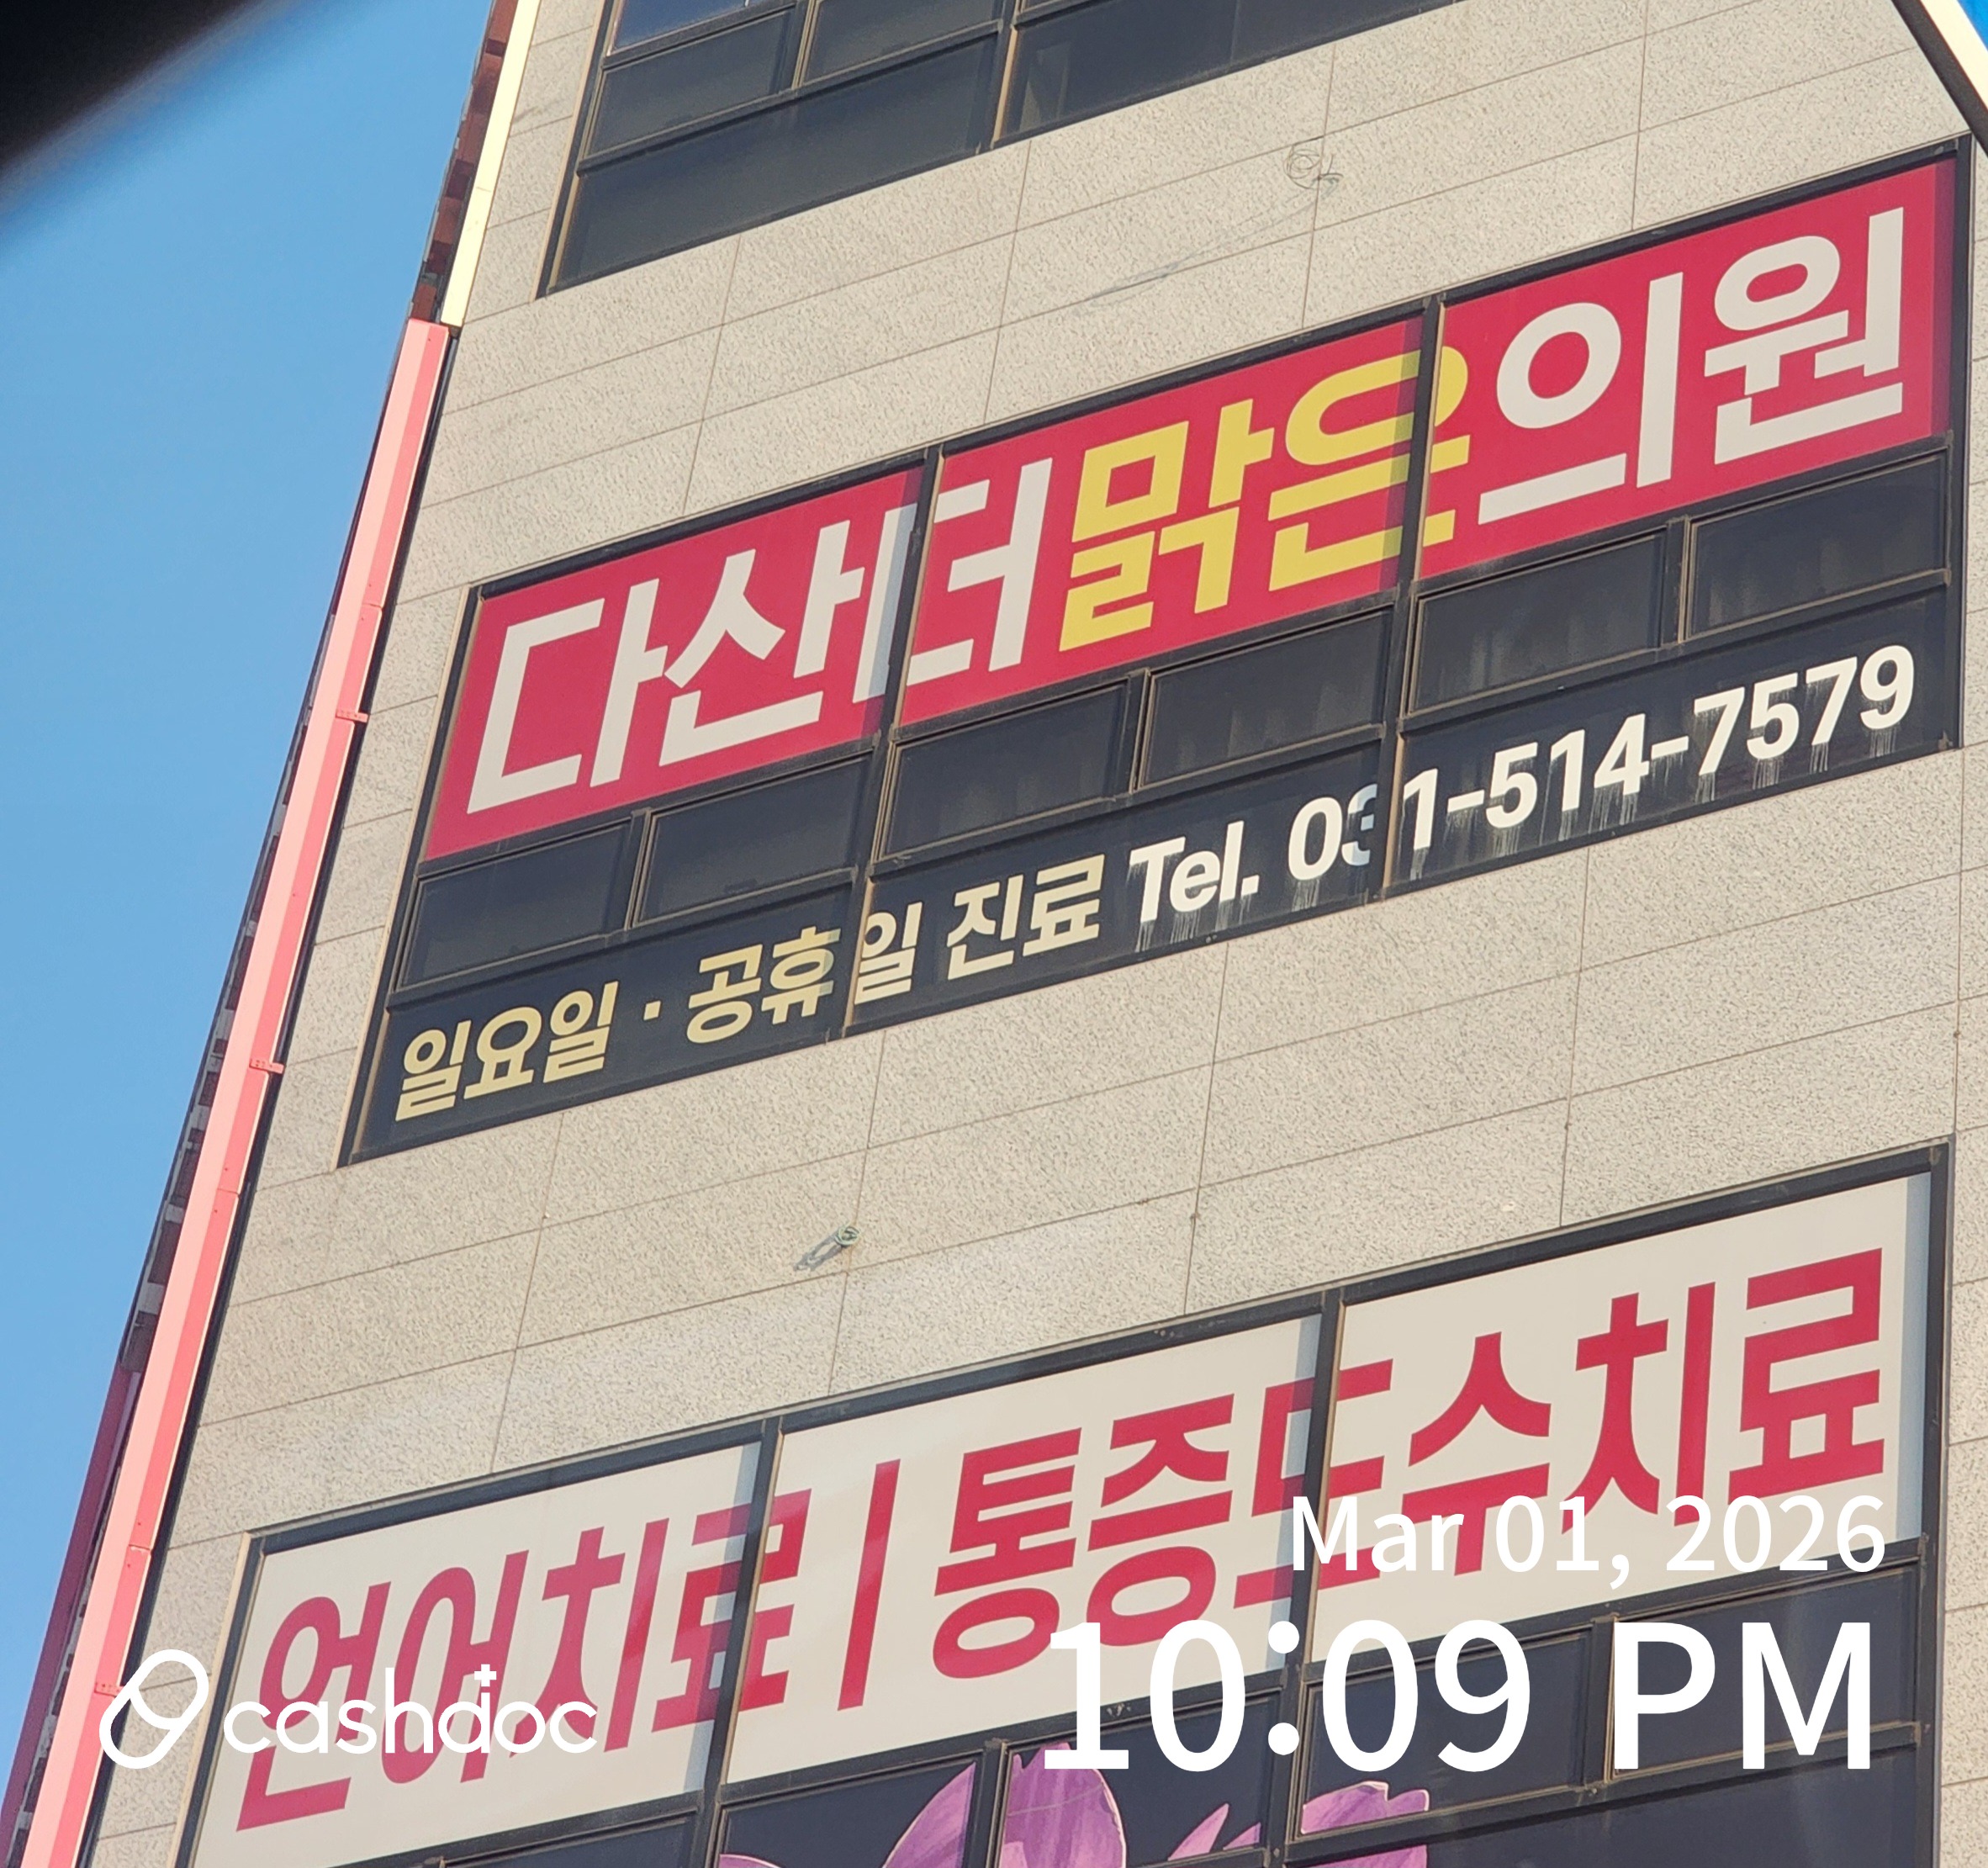 다산더맑은의원
일요일 · 공휴일 진료 Tel. 031-514-7579
언어치료 | 통증도수치료
Mar 01, 2026
10:09 PM
cashdoc